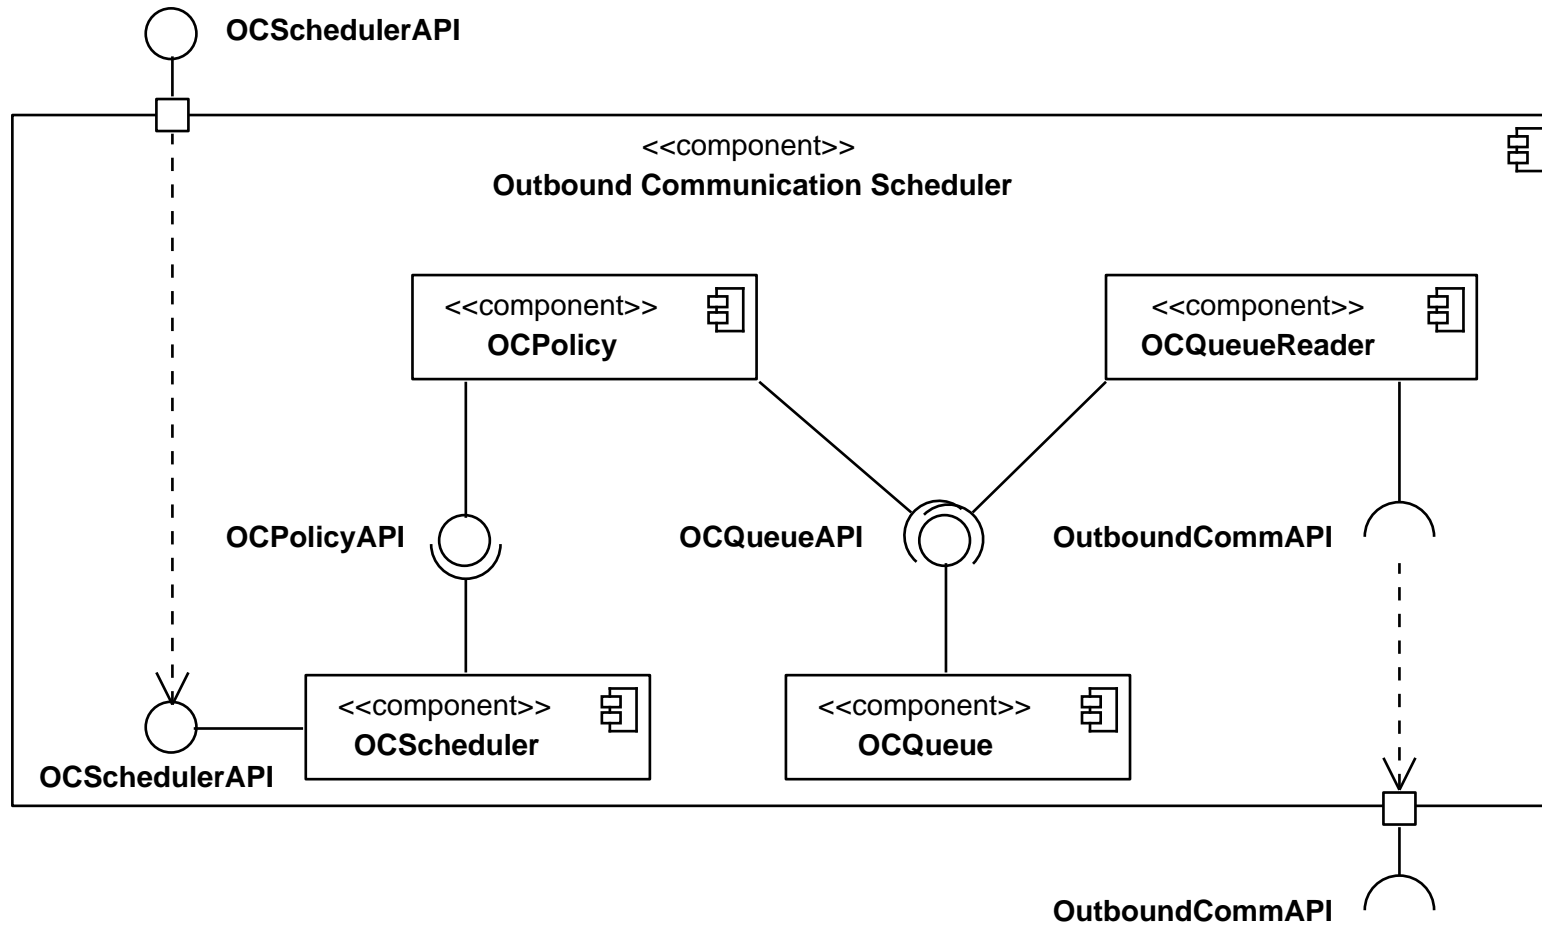 OCSchedulerAPI
<<component>>
Outbound Communication Scheduler
<<component>>
OCPolicy
<<component>>
OCQueueReader
OCPolicyAPI
OCQueueAPI
OutboundCommAPI
<<component>>
OCScheduler
<<component>>
OCQueue
OCSchedulerAPI
OutboundCommAPI